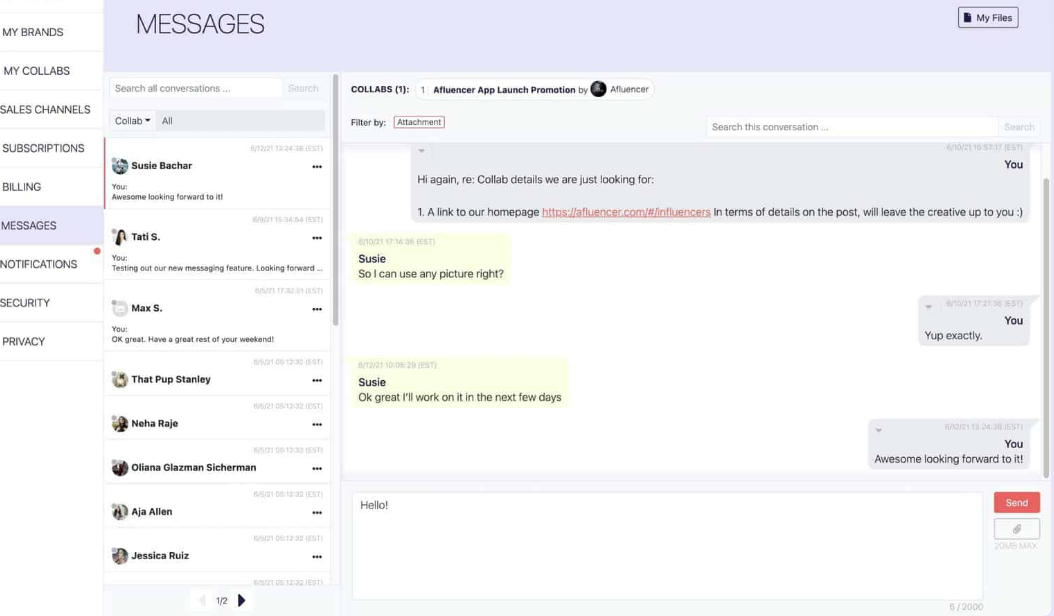 MESSAGES
My Files
MY BRANDS
MY COLLABS
SALES CHANNELS
SUBSCRIPTIONS
BILLING
MESSAGES
NOTIFICATIONS
SECURITY
PRIVACY
Search all conversations ...
Search
Collab
All
6/12/21 13:24:38 (EST)
Susie Bachar
You:
Awesome looking forward to it!
6/9/21 15:34:54 (EST)
Tati S.
You:
Testing out our new messaging feature. Looking forward ...
6/5/21 17:32:31 (EST)
Max S.
You:
OK great. Have a great rest of your weekend!
6/5/21 05:12:32 (EST)
That Pup Stanley
6/5/21 05:12:32 (EST)
Neha Raje
6/5/21 05:12:32 (EST)
Oliana Glazman Sicherman
6/5/21 05:12:32 (EST)
Aja Allen
6/5/21 05:12:32 (EST)
Jessica Ruiz
6/5/21 05:12:32 (EST)
1/2
COLLABS (1):
1 Afluencer App Launch Promotion by Afluencer
Filter by: Attachment
Search this conversation ...
Search
6/10/21 16:57:17 (EST)
You
Hi again, re: Collab details we are just looking for:
1. A link to our homepage https://afluencer.com/#/influencers In terms of details on the post, will leave the creative up to you :)
6/10/21 17:14:36 (EST)
Susie
So I can use any picture right?
6/10/21 17:21:36 (EST)
You
Yup exactly.
6/12/21 10:06:29 (EST)
Susie
Ok great I'll work on it in the next few days
6/12/21 13:24:38 (EST)
You
Awesome looking forward to it!
Hello!
Send
20MB MAX
6 / 2000